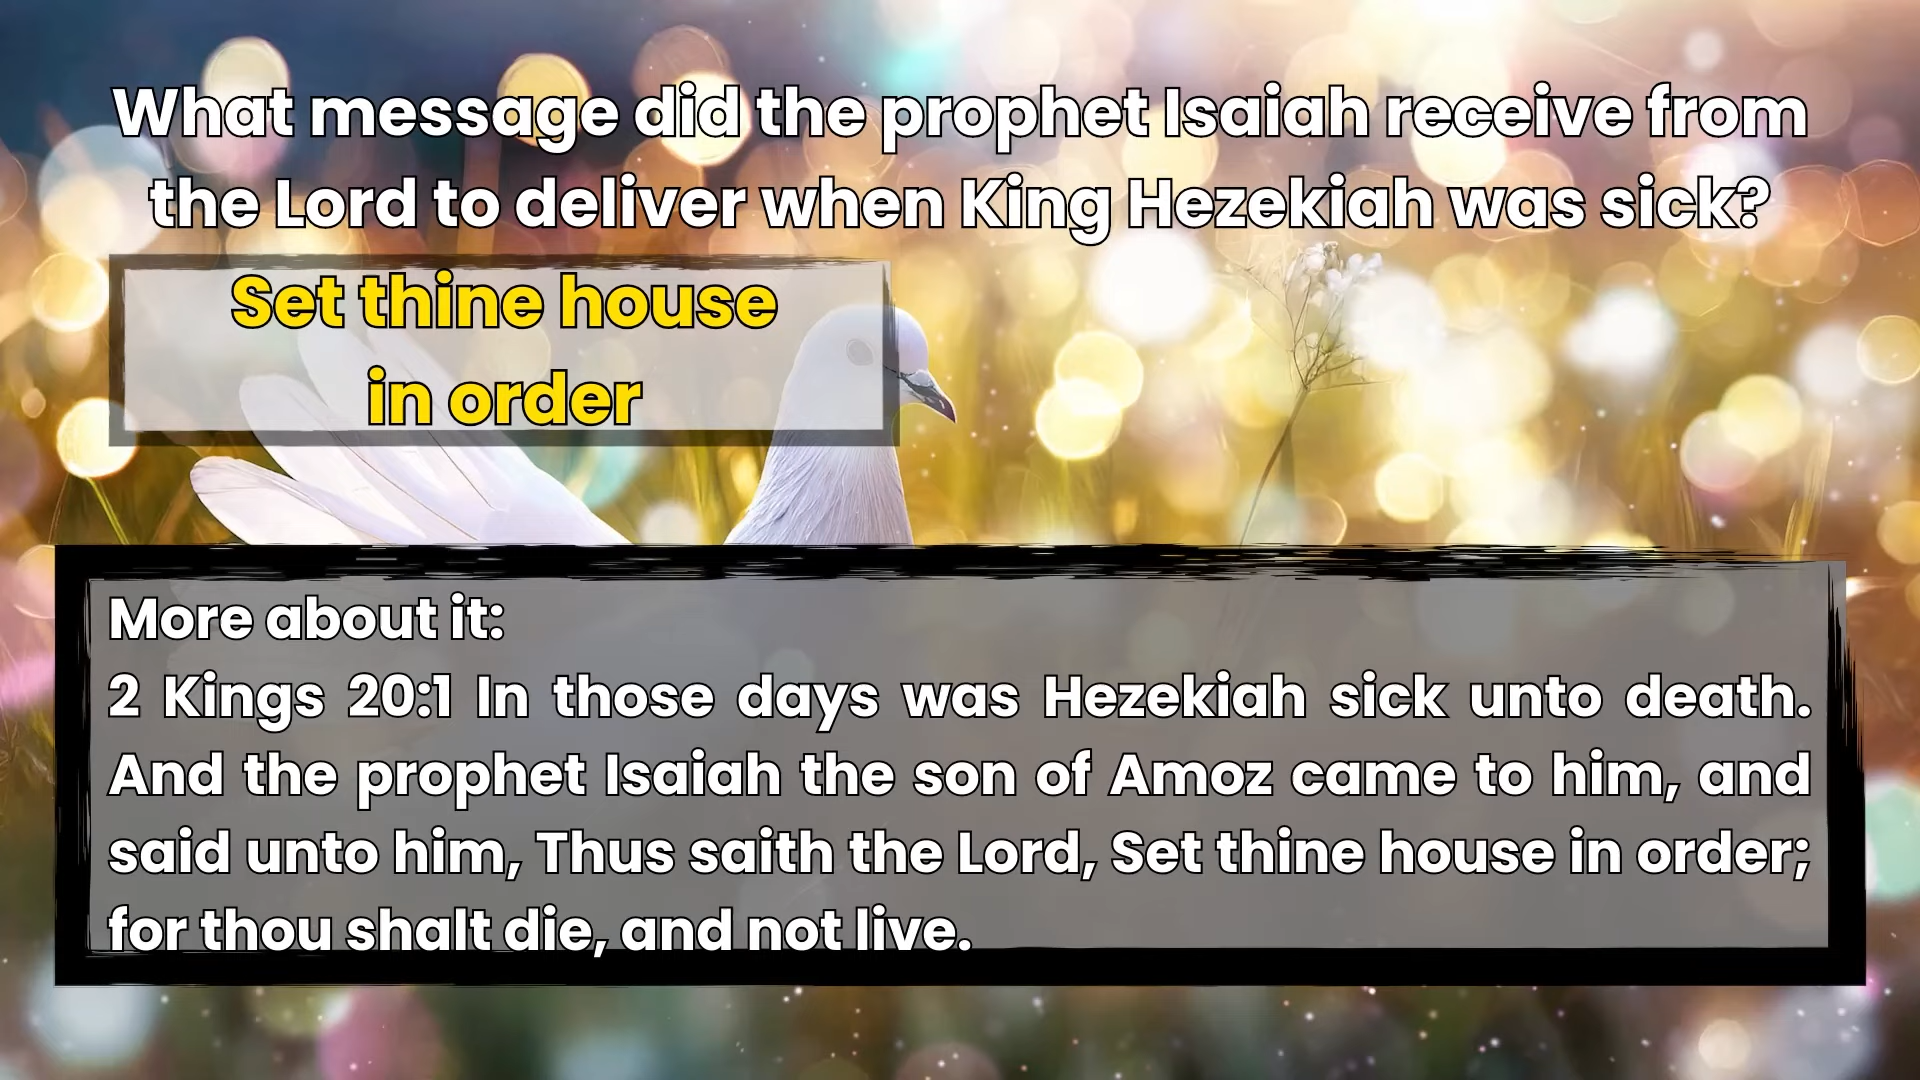 What message did the prophet Isaiah receive from
the Lord to deliver when King Hezekiah was sick?
Set thine house
in order
More about it:
2 Kings 20:1 In those days was Hezekiah sick unto death.
And the prophet Isaiah the son of Amoz came to him, and
said unto him, Thus saith the Lord, Set thine house in order;
for thou shalt die, and not live.